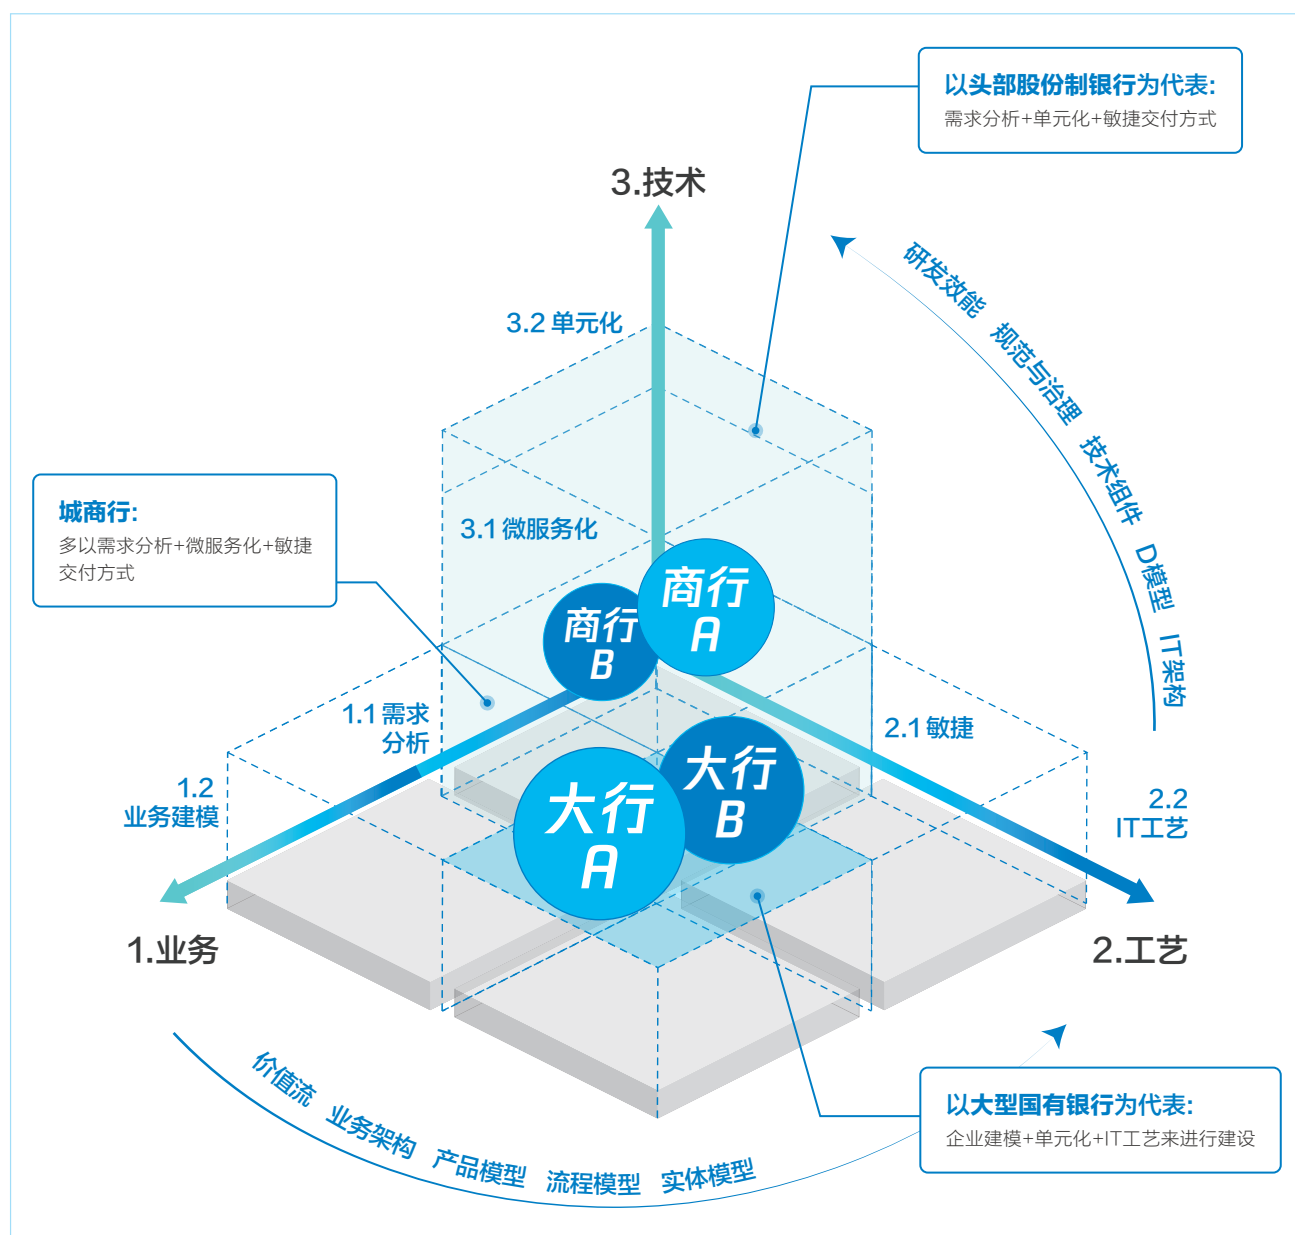 以头部股份制银行为代表:
需求分析+单元化+敏捷交付方式
3.技术
研发效能 规范与治理 技术组件 D模型 IT架构
3.2 单元化
城商行:
多以需求分析+微服务化+敏捷
交付方式
3.1 微服务化
商行
A
商行
B
1.1 需求
分析
2.1 敏捷
1.2
业务建模
大行
B
大行
A
2.2
IT工艺
1.业务
2.工艺
价值流 业务架构 产品模型 流程模型 实体模型
以大型国有银行为代表:
企业建模+单元化+IT工艺来进行建设